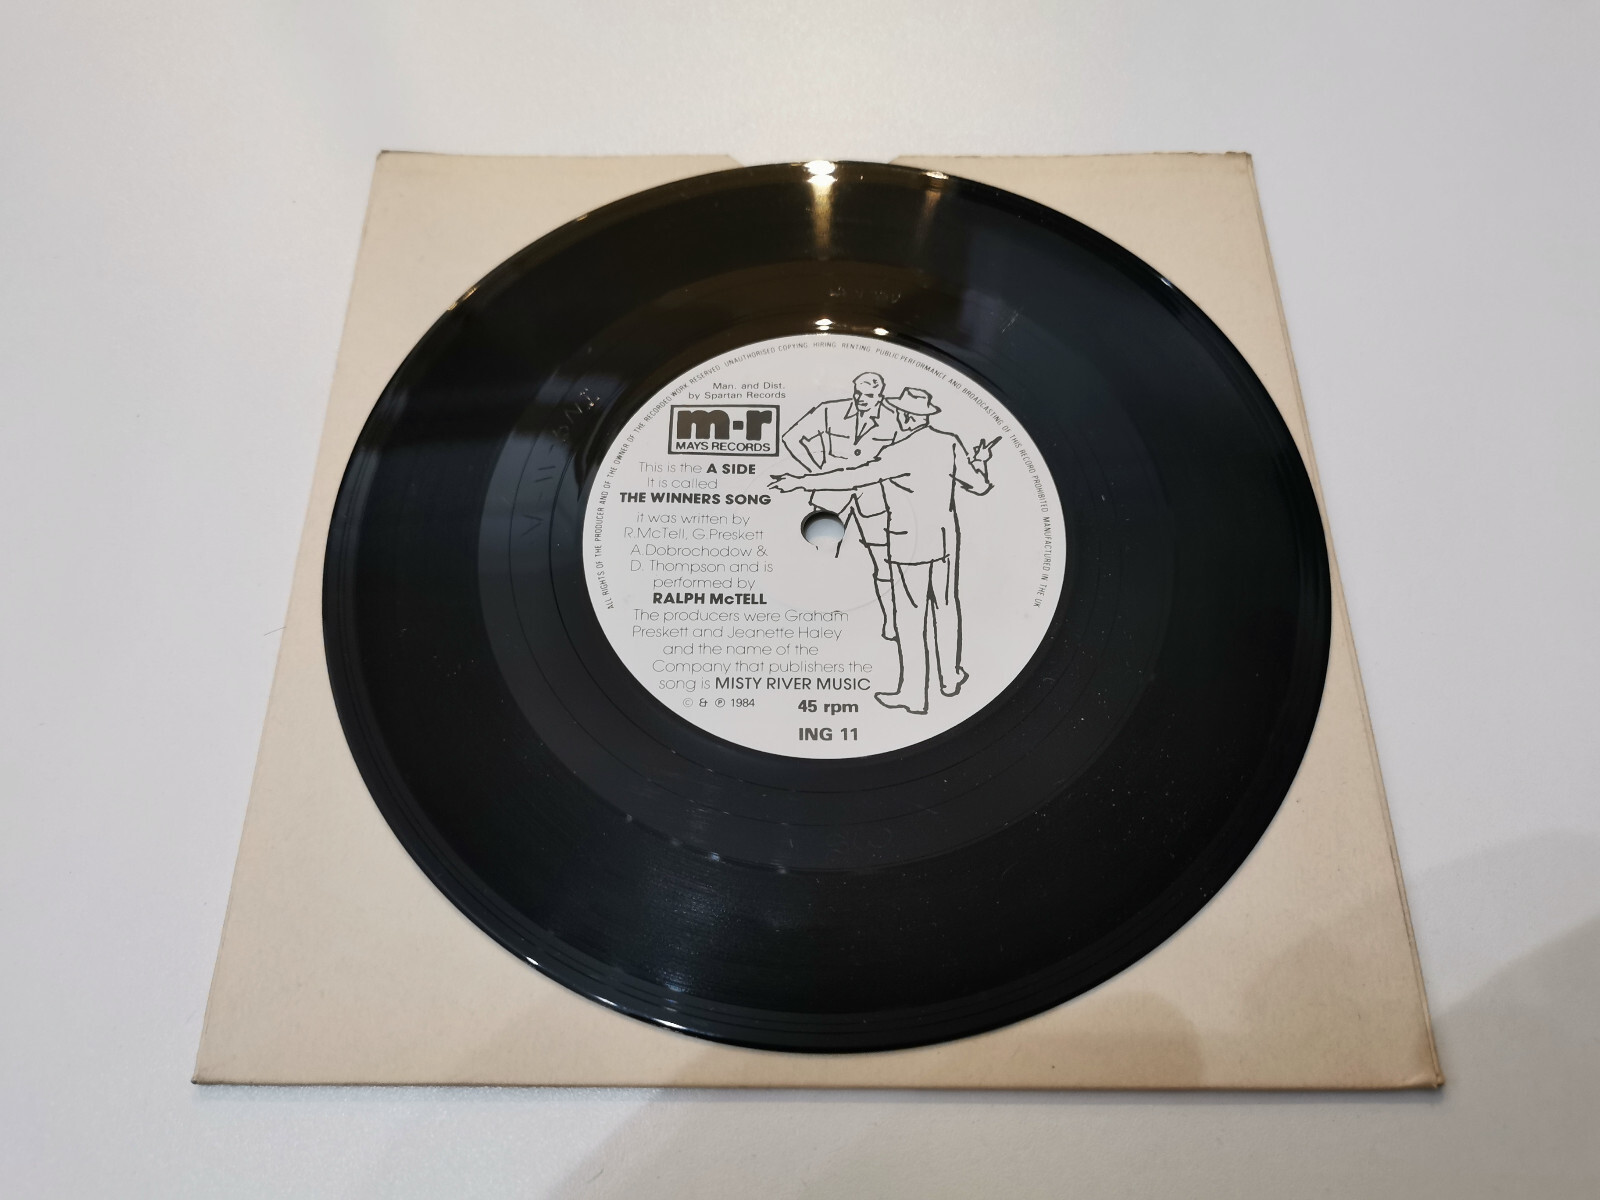 ALL RIGHTS OF THE PRODUCER AND OF THE OWNER OF THE RECORDED WORK RESERVED. UNAUTHORISED COPYING HIRING RENTING PUBLIC PERFORMANCE AND BROADCASTING OF THIS RECORD PROHIBITED MANUFACTURED IN THE UK
Man. and Dist.
by Spartan Records
m-r
MAYS RECORDS
This is the A SIDE
It is called
THE WINNERS SONG
it was written by
R.McTell, G.Preskett
A.Dobrochodow &
D. Thompson and is
performed by
RALPH McTELL
The producers were Graham
Preskett and Jeanette Haley
and the name of the
Company that publishers the
song is MISTY RIVER MUSIC
© & ℗ 1984
45 rpm
ING 11